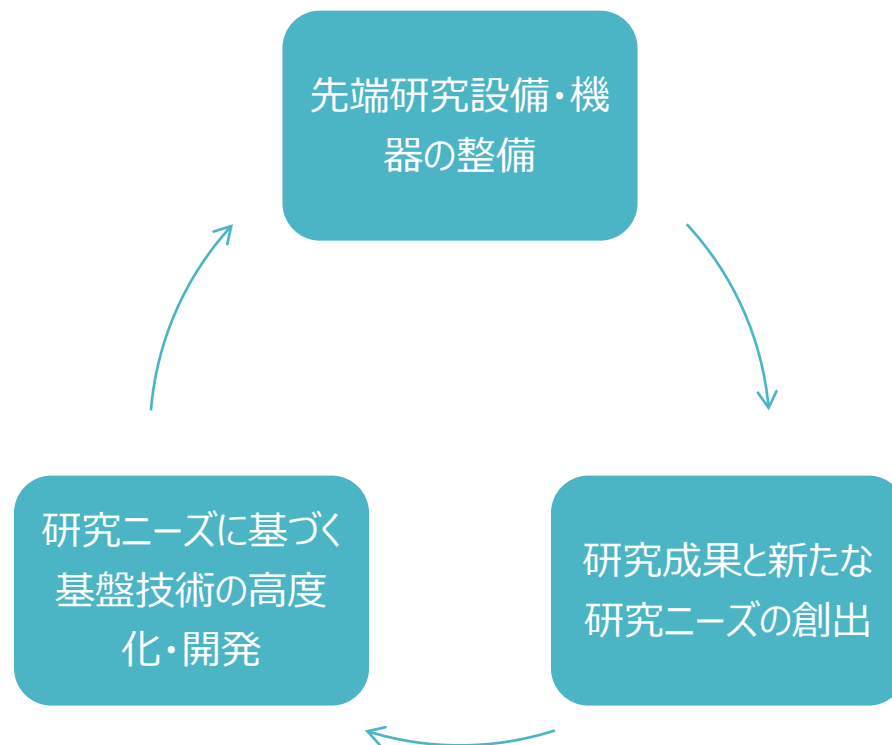 先端研究設備・機
器の整備
研究成果と新たな
研究ニーズの創出
研究ニーズに基づく
基盤技術の高度
化・開発